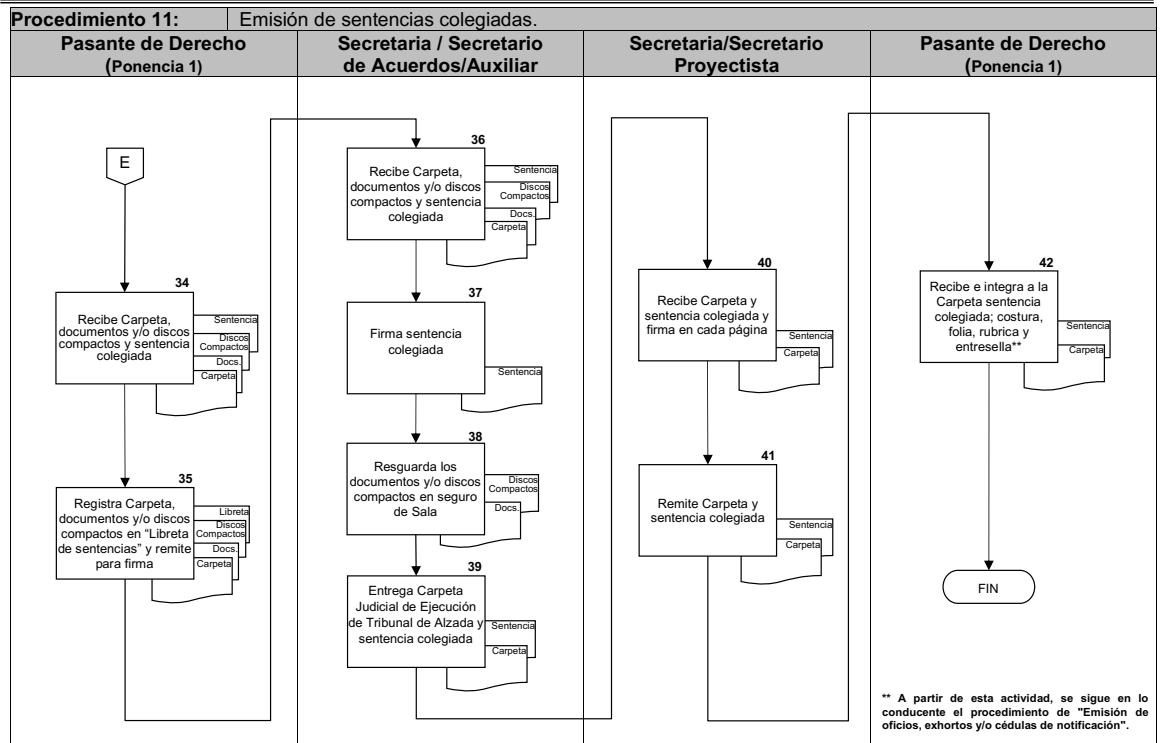 Procedimiento 11: Emisión de sentencias colegiadas.
Pasante de Derecho
(Ponencia 1)
Secretaria / Secretario
de Acuerdos/Auxiliar
Secretaria/Secretario
Proyectista
Pasante de Derecho
(Ponencia 1)
E
34
Recibe Carpeta,
documentos y/o discos
compactos y sentencia
colegiada
Sentencia
Discos
Compactos
Docs.
Carpeta
35
Registra Carpeta,
documentos y/o discos
compactos en “Libreta
de sentencias” y remite
para firma
Libreta
Discos
Compactos
Docs.
Carpeta
36
Recibe Carpeta,
documentos y/o discos
compactos y sentencia
colegiada
Sentencia
Discos
Compactos
Docs.
Carpeta
37
Firma sentencia
colegiada
Sentencia
38
Resguarda los
documentos y/o discos
compactos en seguro
de Sala
Discos
Compactos
Docs.
39
Entrega Carpeta
Judicial de Ejecución
de Tribunal de Alzada y
sentencia colegiada
Sentencia
Carpeta
40
Recibe Carpeta y
sentencia colegiada y
firma en cada página
Sentencia
Carpeta
41
Remite Carpeta y
sentencia colegiada
Sentencia
Carpeta
42
Recibe e integra a la
Carpeta sentencia
colegiada; costura,
folia, rubrica y
entresella**
Sentencia
Carpeta
FIN
** A partir de esta actividad, se sigue en lo
conducente el procedimiento de "Emisión de
oficios, exhortos y/o cédulas de notificación".